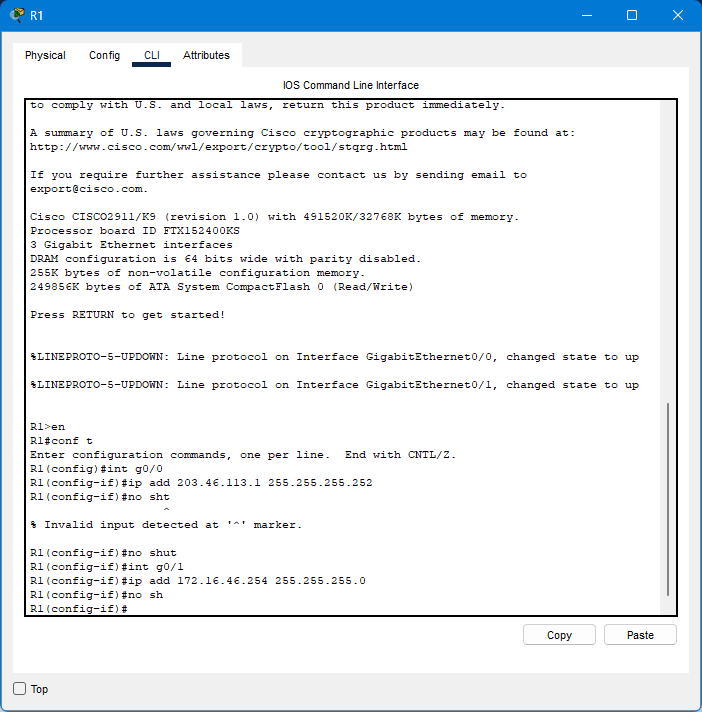 R1
Physical Config CLI Attributes
IOS Command Line Interface
to comply with U.S. and local laws, return this product immediately.
A summary of U.S. laws governing Cisco cryptographic products may be found at:
http://www.cisco.com/wwl/export/crypto/tool/stqrg.html
If you require further assistance please contact us by sending email to
export@cisco.com.
Cisco CISCO2911/K9 (revision 1.0) with 491520K/32768K bytes of memory.
Processor board ID FTX152400KS
3 Gigabit Ethernet interfaces
DRAM configuration is 64 bits wide with parity disabled.
255K bytes of non-volatile configuration memory.
249856K bytes of ATA System CompactFlash 0 (Read/Write)
Press RETURN to get started!
%LINEPROTO-5-UPDOWN: Line protocol on Interface GigabitEthernet0/0, changed state to up
%LINEPROTO-5-UPDOWN: Line protocol on Interface GigabitEthernet0/1, changed state to up
R1>en
R1#conf t
Enter configuration commands, one per line.  End with CNTL/Z.
R1(config)#int g0/0
R1(config-if)#ip add 203.46.113.1 255.255.255.252
R1(config-if)#no sht
^
% Invalid input detected at '^' marker.
R1(config-if)#no shut
R1(config-if)#int g0/1
R1(config-if)#ip add 172.16.46.254 255.255.255.0
R1(config-if)#no sh
R1(config-if)#
Copy Paste
Top